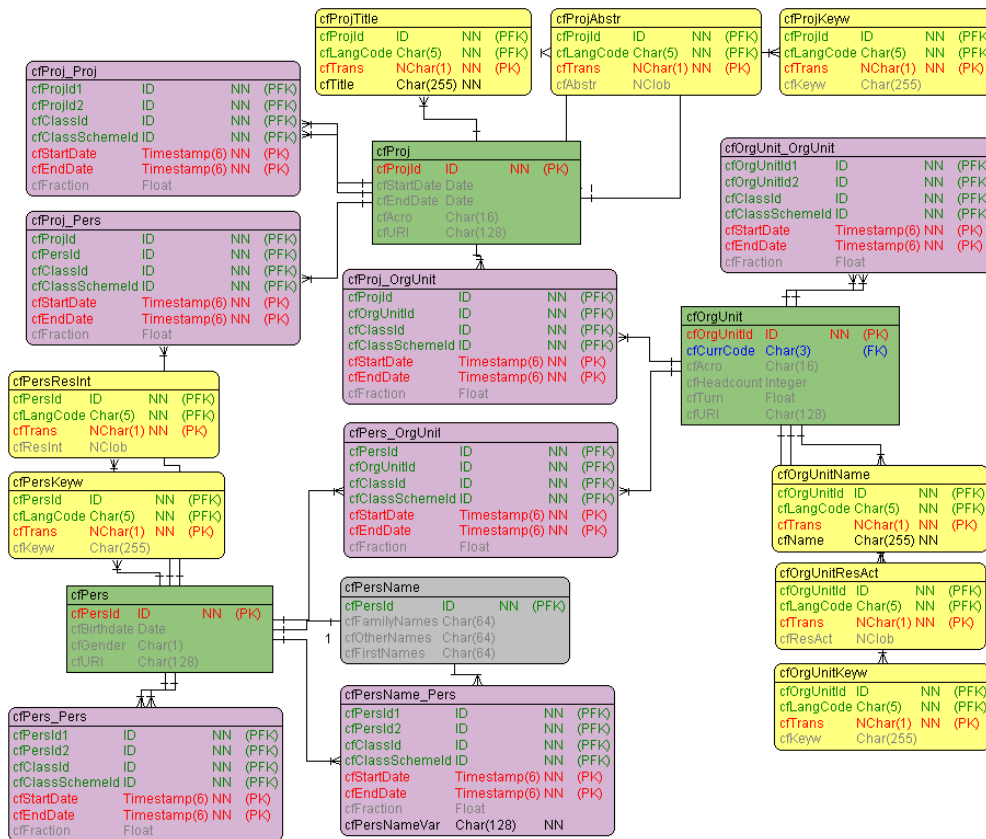 cfProjTitle
cfProjId ID NN (PFK)
cfLangCode Char(5) NN (PFK)
cfTrans NChar(1) NN (PK)
cfTitle Char(255) NN
cfProjAbstr
cfProjId ID NN (PFK)
cfLangCode Char(5) NN (PFK)
cfTrans NChar(1) NN (PK)
cfAbstr NClob
cfProjKeyw
cfProjId ID NN (PFK)
cfLangCode Char(5) NN (PFK)
cfTrans NChar(1) NN (PK)
cfKeyw Char(255)
cfProj_Proj
cfProjId1 ID NN (PFK)
cfProjId2 ID NN (PFK)
cfClassId ID NN (PFK)
cfClassSchemeId ID NN (PFK)
cfStartDate Timestamp(6) NN (PK)
cfEndDate Timestamp(6) NN (PK)
cfFraction Float
cfProj
cfProjId ID NN (PK)
cfStartDate Date
cfEndDate Date
cfAcro Char(16)
cfURI Char(128)
cfOrgUnit_OrgUnit
cfOrgUnitId1 ID NN (PFK)
cfOrgUnitId2 ID NN (PFK)
cfClassId ID NN (PFK)
cfClassSchemeId ID NN (PFK)
cfStartDate Timestamp(6) NN (PK)
cfEndDate Timestamp(6) NN (PK)
cfFraction Float
cfProj_Pers
cfProjId ID NN (PFK)
cfPersId ID NN (PFK)
cfClassId ID NN (PFK)
cfClassSchemeId ID NN (PFK)
cfStartDate Timestamp(6) NN (PK)
cfEndDate Timestamp(6) NN (PK)
cfFraction Float
cfProj_OrgUnit
cfProjId ID NN (PFK)
cfOrgUnitId ID NN (PFK)
cfClassId ID NN (PFK)
cfClassSchemeId ID NN (PFK)
cfStartDate Timestamp(6) NN (PK)
cfEndDate Timestamp(6) NN (PK)
cfFraction Float
cfOrgUnit
cfOrgUnitId ID NN (PK)
cfCurrCode Char(3) (FK)
cfAcro Char(16)
cfHeadcount Integer
cfTurn Float
cfURI Char(128)
cfPersResInt
cfPersId ID NN (PFK)
cfLangCode Char(5) NN (PFK)
cfTrans NChar(1) NN (PK)
cfResInt NClob
cfPers_OrgUnit
cfPersId ID NN (PFK)
cfOrgUnitId ID NN (PFK)
cfClassId ID NN (PFK)
cfClassSchemeId ID NN (PFK)
cfStartDate Timestamp(6) NN (PK)
cfEndDate Timestamp(6) NN (PK)
cfFraction Float
cfPersKeyw
cfPersId ID NN (PFK)
cfLangCode Char(5) NN (PFK)
cfTrans NChar(1) NN (PK)
cfKeyw Char(255)
cfOrgUnitName
cfOrgUnitId ID NN (PFK)
cfLangCode Char(5) NN (PFK)
cfTrans NChar(1) NN (PK)
cfName Char(255) NN
cfOrgUnitResAct
cfOrgUnitId ID NN (PFK)
cfLangCode Char(5) NN (PFK)
cfTrans NChar(1) NN (PK)
cfResAct NClob
cfPers
cfPersId ID NN (PK)
cfBirthdate Date
cfGender Char(1)
cfURI Char(128)
1
cfPersName
cfPersId ID NN (PFK)
cfFamilyNames Char(64)
cfOtherNames Char(64)
cfFirstNames Char(64)
cfOrgUnitKeyw
cfOrgUnitId ID NN (PFK)
cfLangCode Char(5) NN (PFK)
cfTrans NChar(1) NN (PK)
cfKeyw Char(255)
cfPers_Pers
cfPersId1 ID NN (PFK)
cfPersId2 ID NN (PFK)
cfClassId ID NN (PFK)
cfClassSchemeId ID NN (PFK)
cfStartDate Timestamp(6) NN (PK)
cfEndDate Timestamp(6) NN (PK)
cfFraction Float
cfPersName_Pers
cfPersId1 ID NN (PFK)
cfPersId2 ID NN (PFK)
cfClassId ID NN (PFK)
cfClassSchemeId ID NN (PFK)
cfStartDate Timestamp(6) NN (PK)
cfEndDate Timestamp(6) NN (PK)
cfFraction Float
cfPersNameVar Char(128) NN